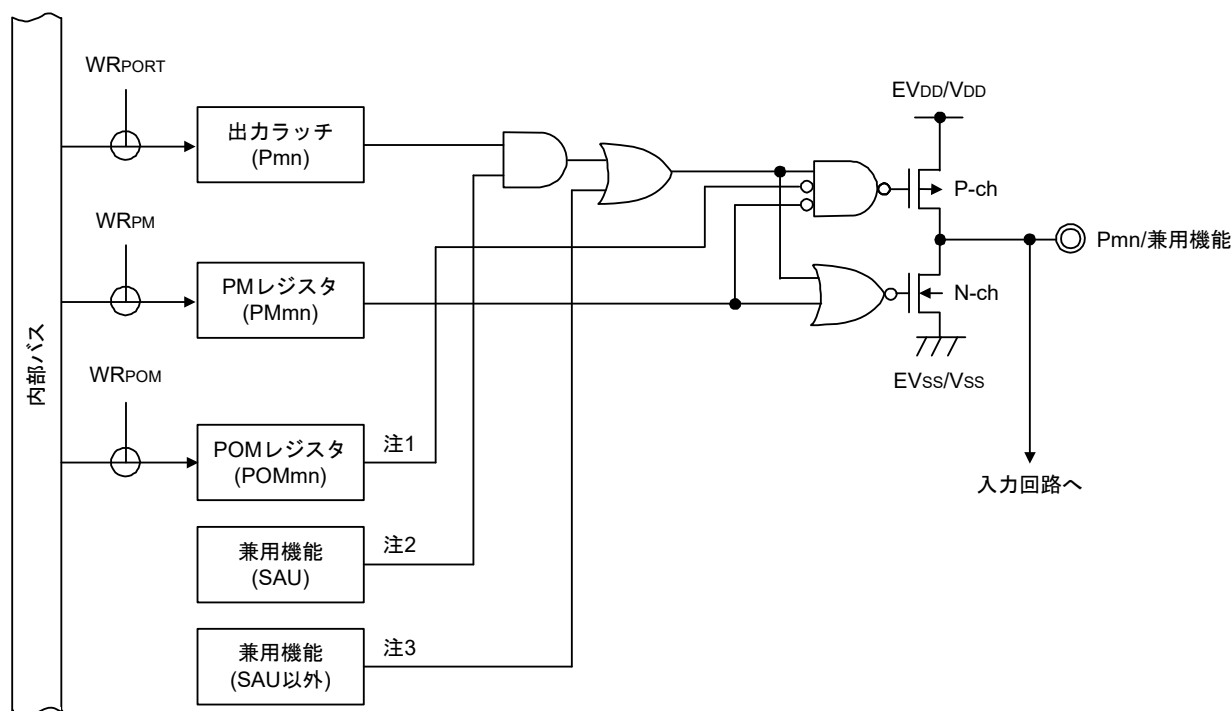 WRPORT
出力ラッチ
(Pmn)
EVDD/VDD
P-ch
WRPM
PMレジスタ
(PMmn)
Pmn/兼用機能
N-ch
EVSS/VSS
内部バス
WRPOM
POMレジスタ
(POMmn)
注1
入力回路へ
兼用機能
(SAU)
注2
兼用機能
(SAU以外)
注3